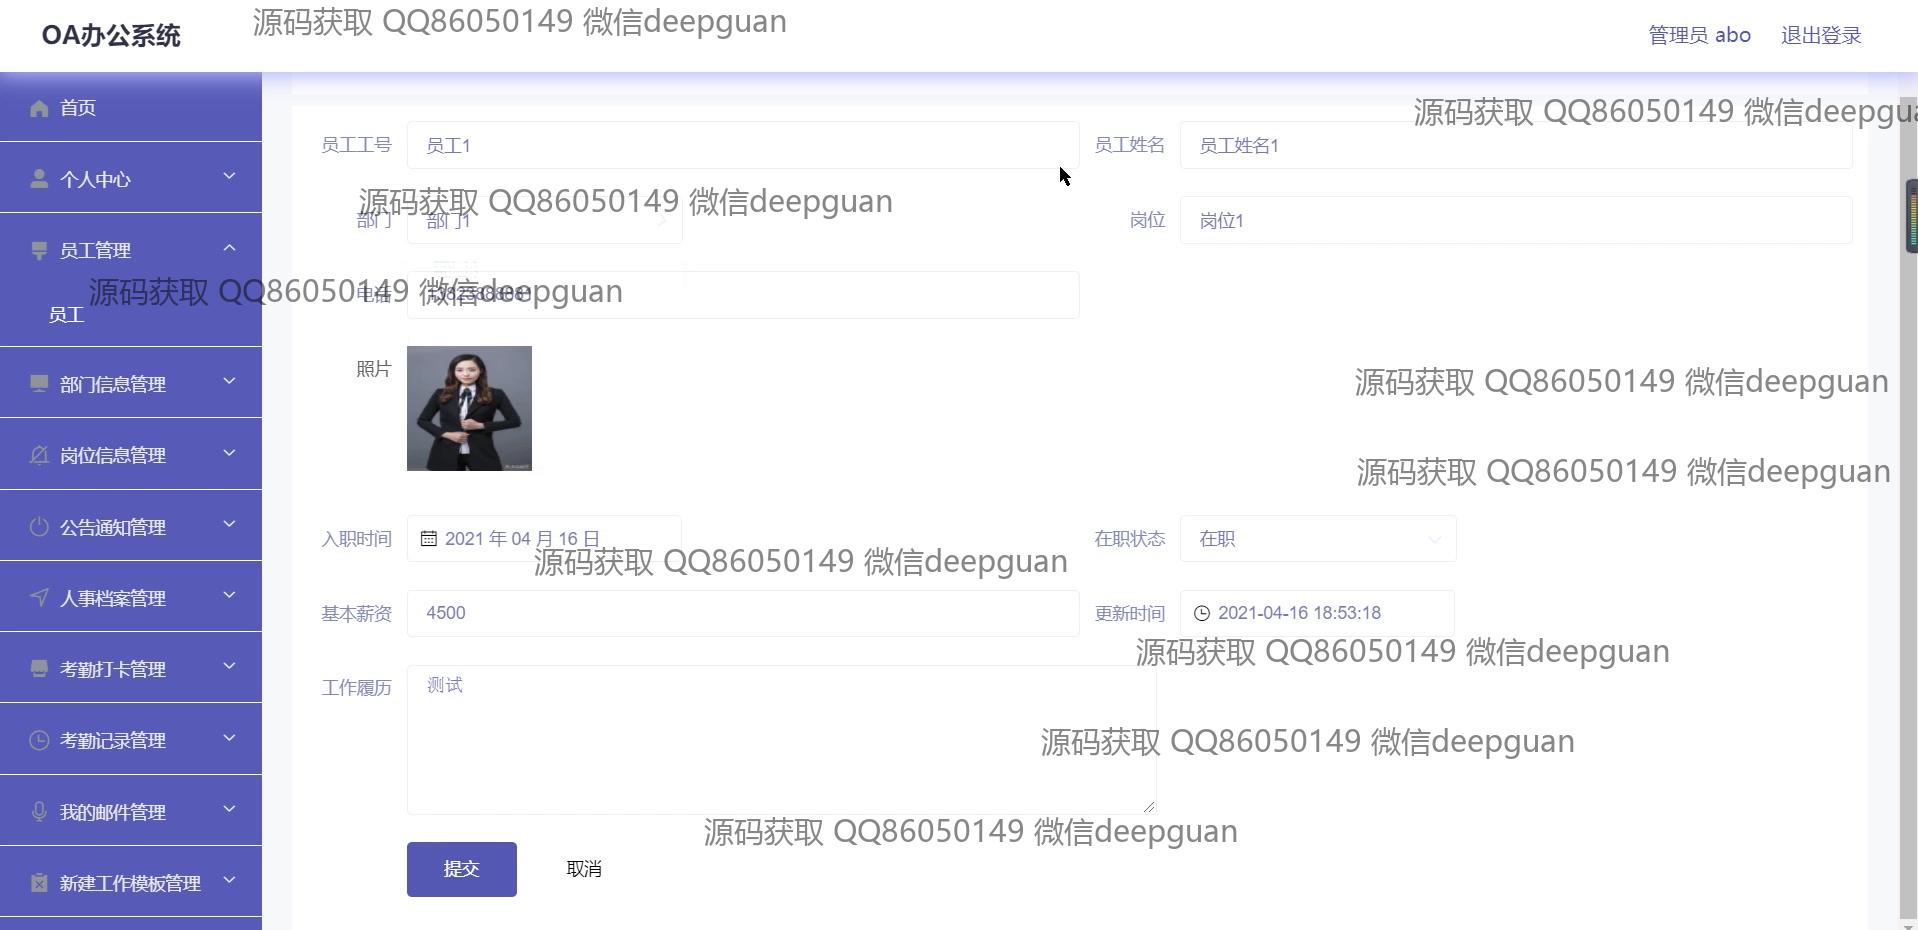 OA办公系统
源码获取 QQ86050149 微信deepguan
管理员 abo
退出登录
首页
个人中心
员工管理
员工
部门信息管理
岗位信息管理
公告通知管理
人事档案管理
考勤打卡管理
考勤记录管理
我的邮件管理
新建工作模板管理
源码获取 QQ86050149 微信deepgua
员工工号 员工1
员工姓名 员工姓名1
源码获取 QQ86050149 微信deepguan
部门 部门1
岗位 岗位1
源码获取 QQ86050149 微信deepguan
电话
照片
源码获取 QQ86050149 微信deepguan
源码获取 QQ86050149 微信deepguan
入职时间 2021 年 04 月 16 日
在职状态 在职
源码获取 QQ86050149 微信deepguan
基本薪资 4500
更新时间 2021-04-16 18:53:18
源码获取 QQ86050149 微信deepguan
工作履历 测试
源码获取 QQ86050149 微信deepguan
源码获取 QQ86050149 微信deepguan
提交 取消